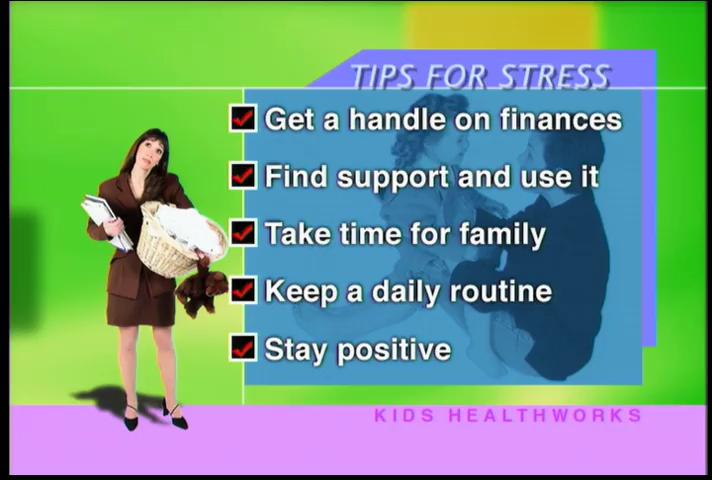 TIPS FOR STRESS
Get a handle on finances
Find support and use it
Take time for family
Keep a daily routine
Stay positive
KIDS HEALTHWORKS